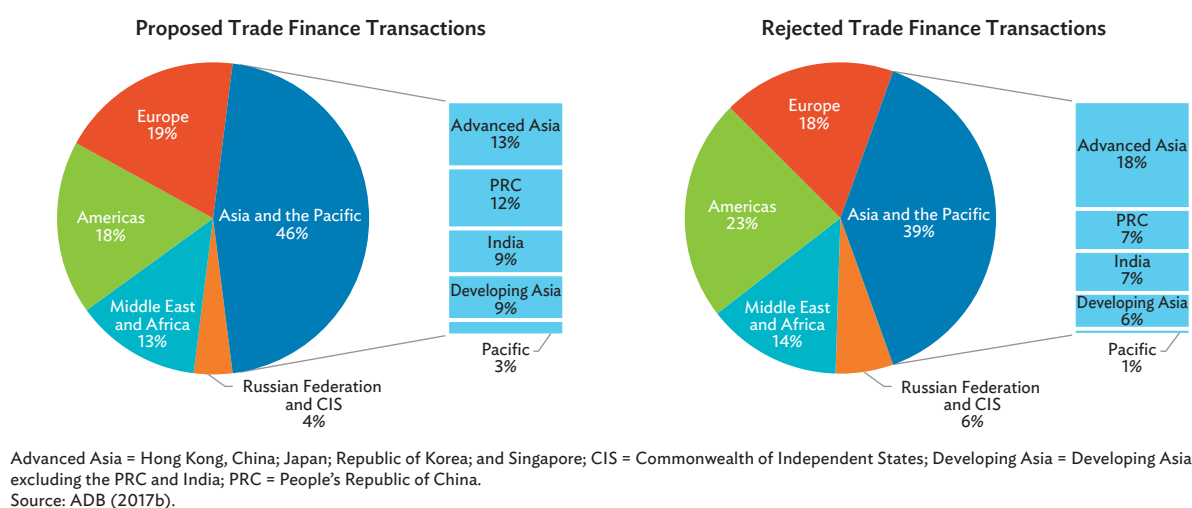 Proposed Trade Finance Transactions
Europe
19%
Americas
18%
Middle East
and Africa
13%
Russian Federation
and CIS
4%
Asia and the Pacific
46%
Advanced Asia
13%
PRC
12%
India
9%
Developing Asia
9%
Pacific
3%
Rejected Trade Finance Transactions
Europe
18%
Americas
23%
Middle East
and Africa
14%
Russian Federation
and CIS
6%
Asia and the Pacific
39%
Advanced Asia
18%
PRC
7%
India
7%
Developing Asia
6%
Pacific
1%
Advanced Asia = Hong Kong, China; Japan; Republic of Korea; and Singapore; CIS = Commonwealth of Independent States; Developing Asia = Developing Asia
excluding the PRC and India; PRC = People’s Republic of China.
Source: ADB (2017b).